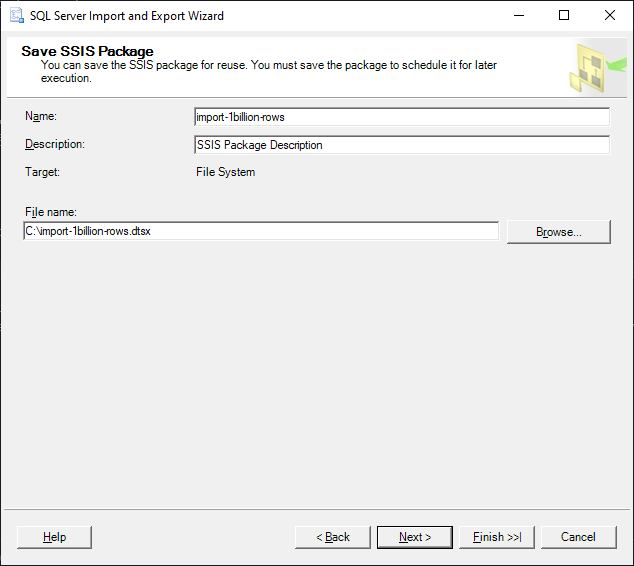 SQL Server Import and Export Wizard
Save SSIS Package
You can save the SSIS package for reuse. You must save the package to schedule it for later
execution.
Name: import-1billion-rows
Description: SSIS Package Description
Target: File System
File name:
C:\import-1billion-rows.dtsx Browse...
Help < Back Next > Finish >>| Cancel